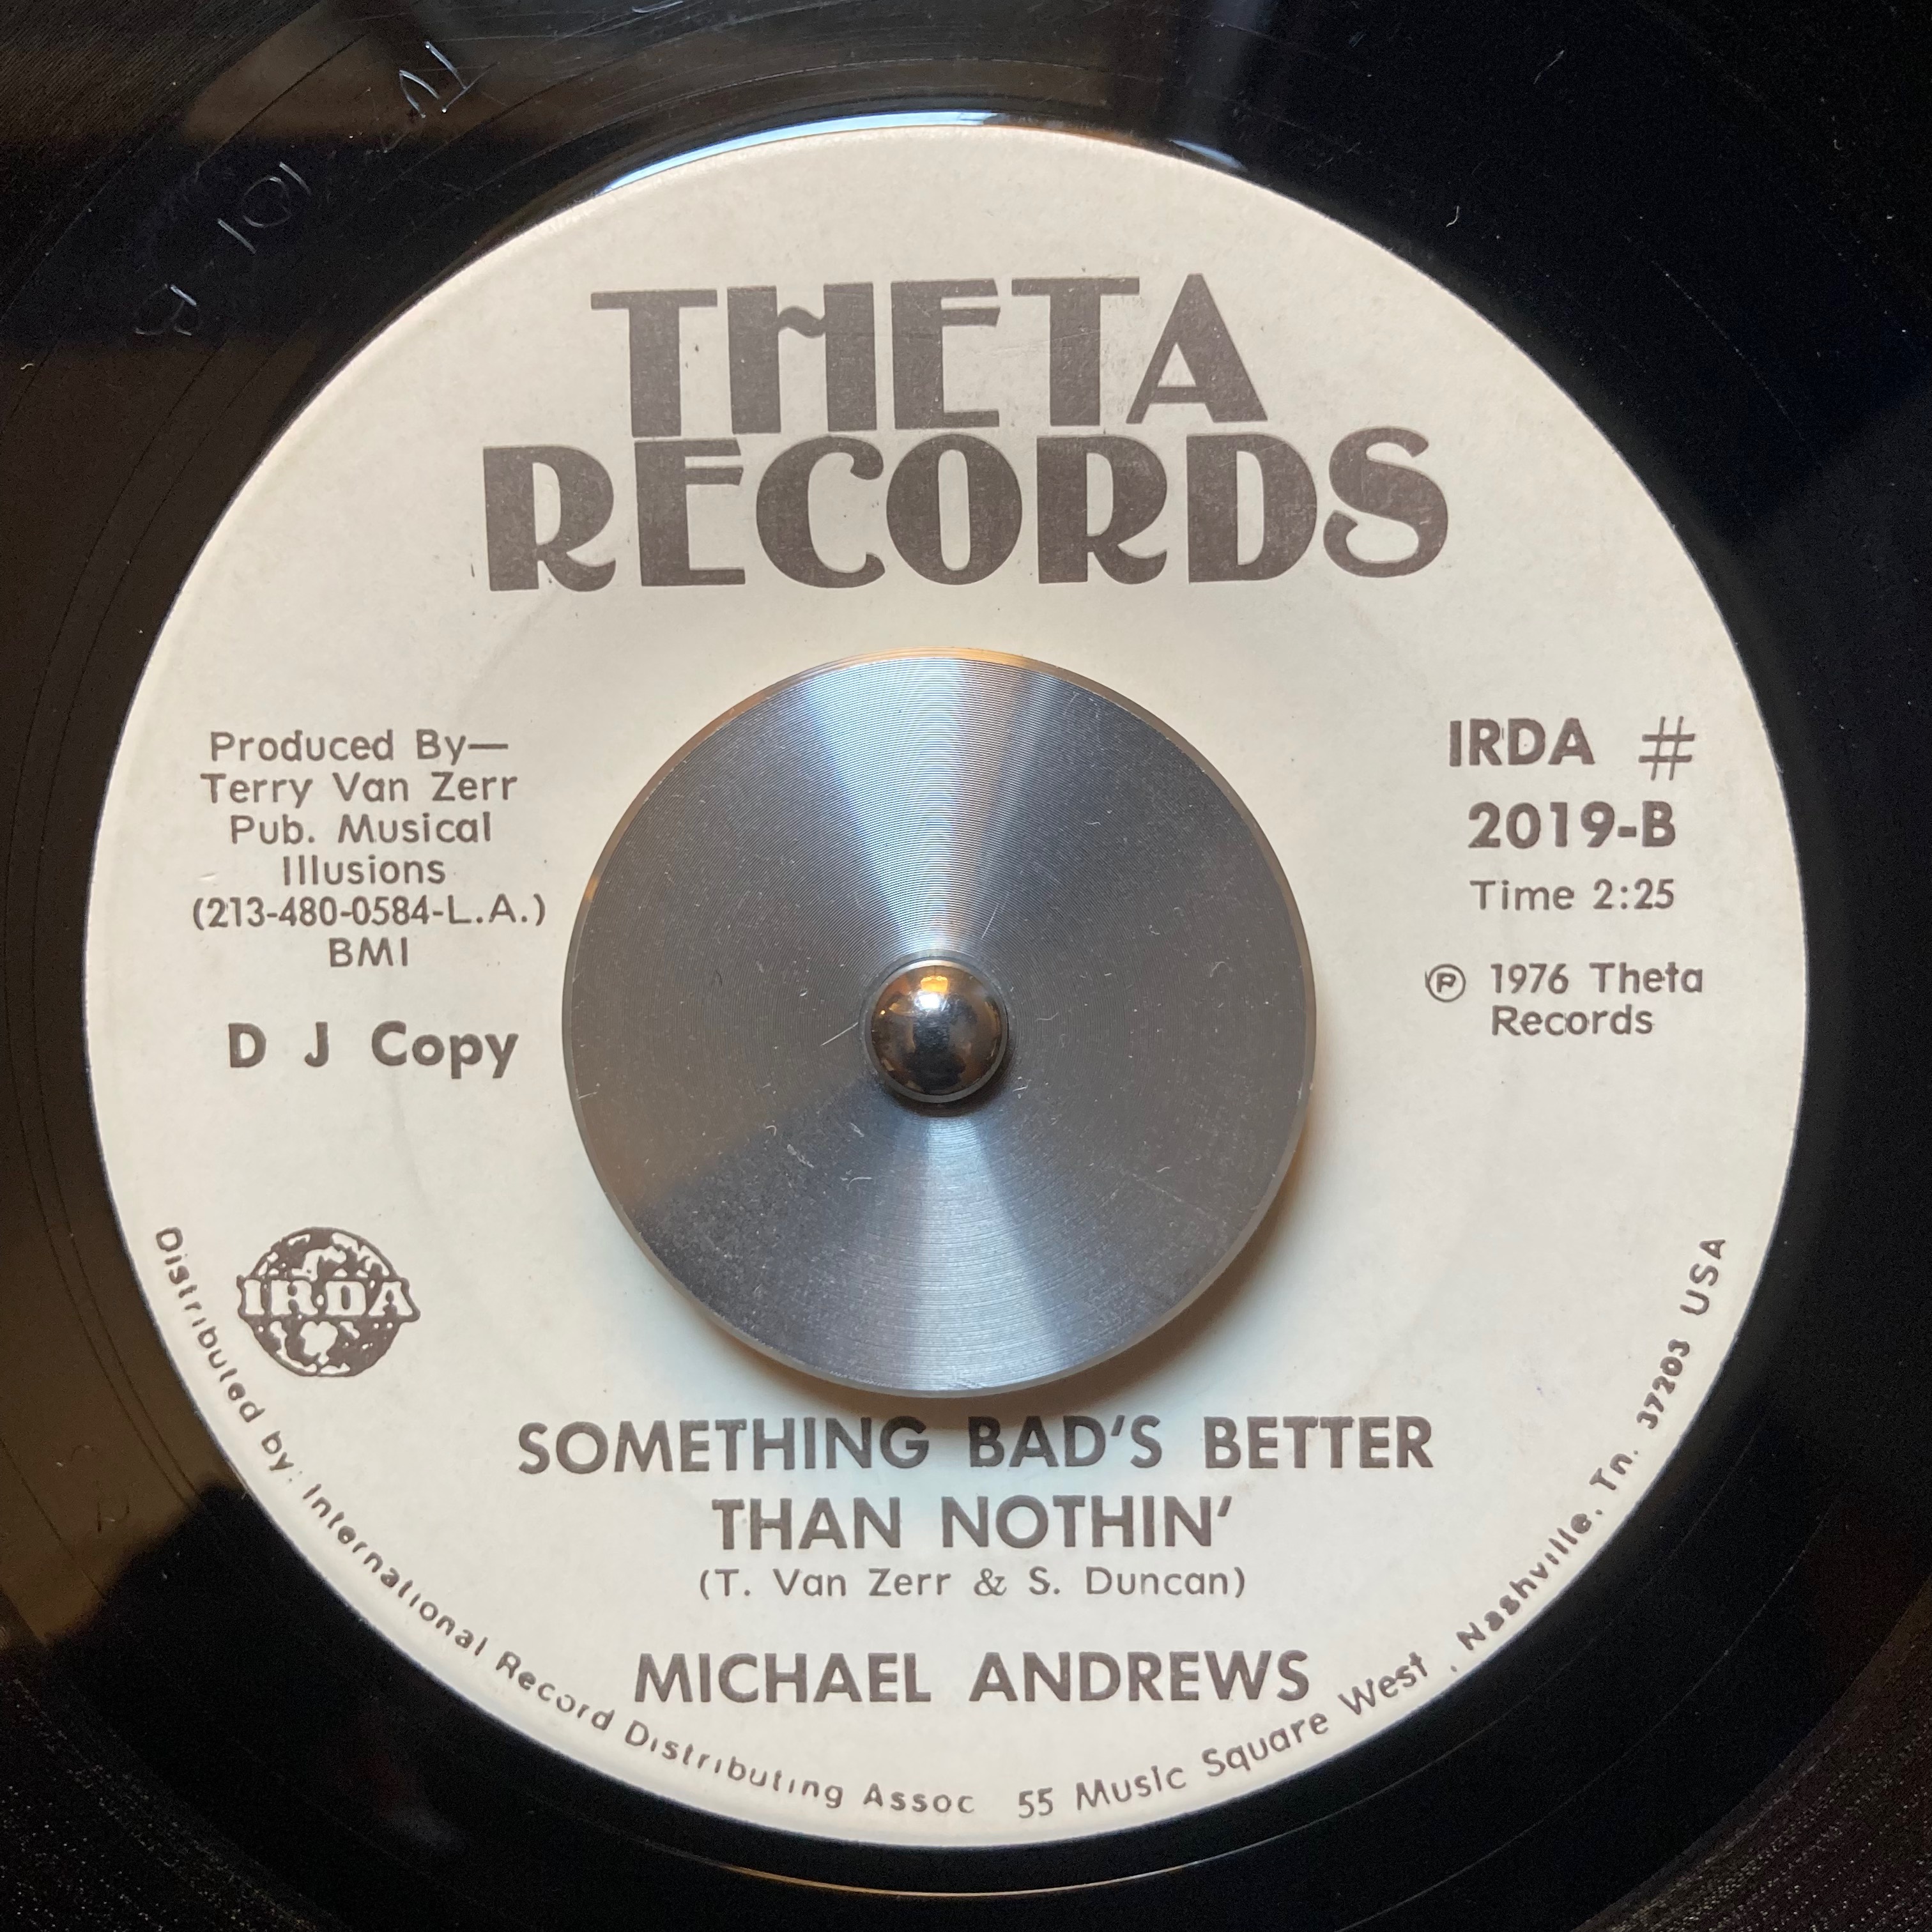 THETA
RECORDS
Produced By—
Terry Van Zerr
Pub. Musical
Illusions
(213-480-0584-L.A.)
BMI
D J Copy
IRDA #
2019-B
Time 2:25
Ⓟ 1976 Theta
Records
IRDA
SOMETHING BAD'S BETTER
THAN NOTHIN'
(T. Van Zerr & S. Duncan)
MICHAEL ANDREWS
Distributed by: International Record Distributing Assoc 55 Music Square West, Nashville, Tn. 37203 USA